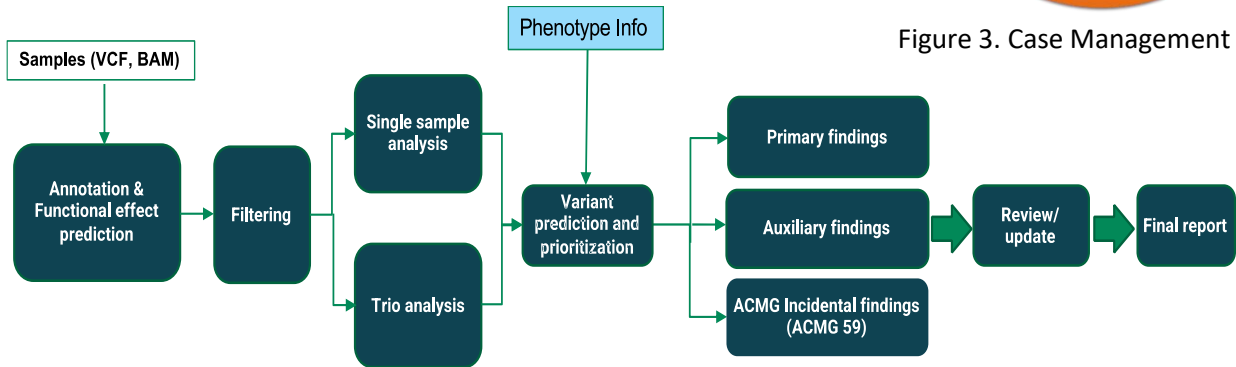 Phenotype Info
Figure 3. Case Management
Samples (VCF, BAM)
Annotation &
Functional effect
prediction
Filtering
Single sample
analysis
Trio analysis
Variant
prediction and
prioritization
Primary findings
Auxiliary findings
ACMG Incidental findings
(ACMG 59)
Review/
update
Final report